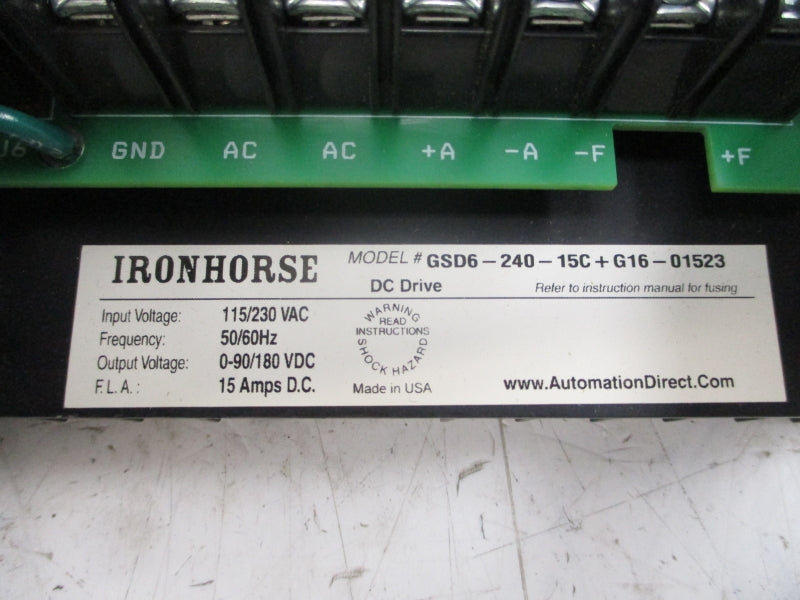 GND AC AC +A -A -F +F
IRONHORSE
MODEL # GSD6-240-15C+G16-01523
DC Drive
Refer to instruction manual for fusing
Input Voltage: 115/230 VAC
Frequency: 50/60Hz
Output Voltage: 0-90/180 VDC
F.L.A.: 15 Amps D.C.
WARNING
READ
INSTRUCTIONS
SHOCK HAZARD
Made in USA
www.AutomationDirect.Com